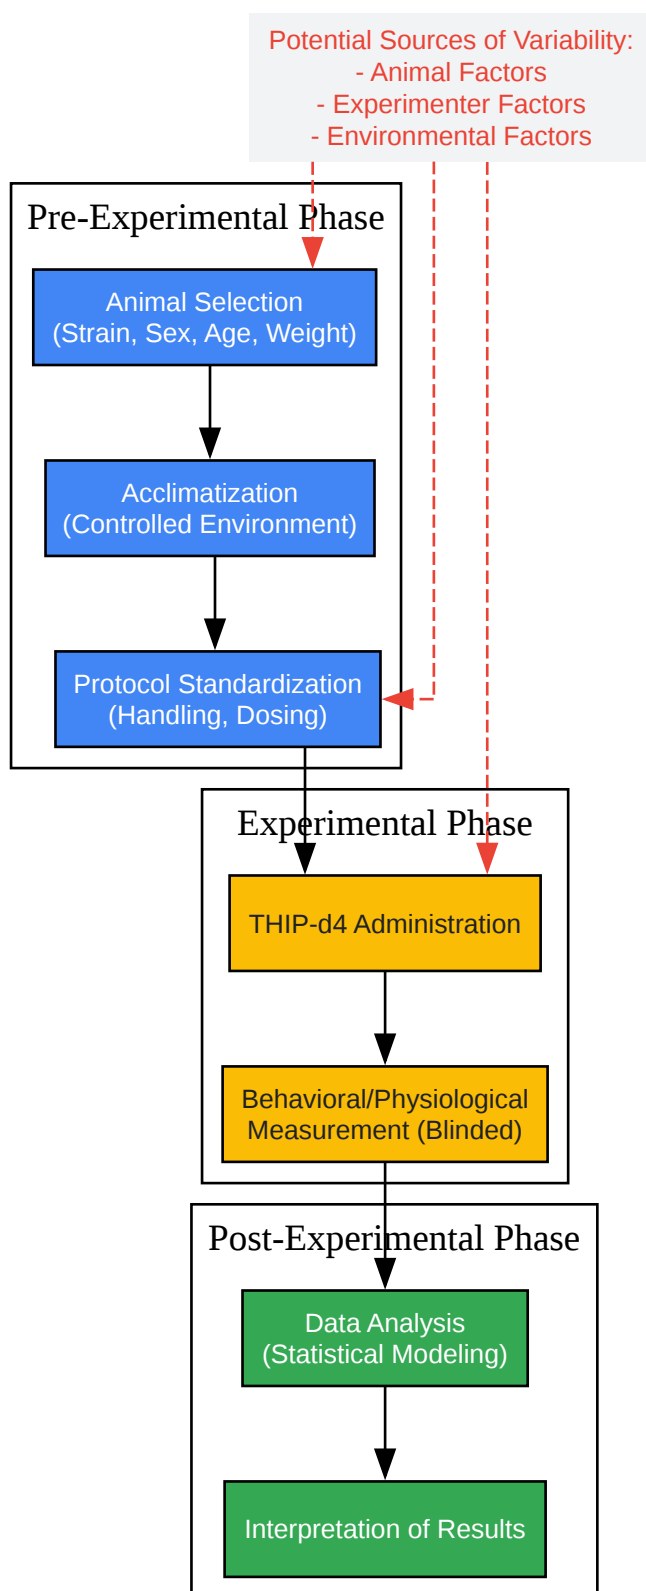 Potential Sources of Variability:
- Animal Factors
- Experimenter Factors
- Environmental Factors
Pre-Experimental Phase
Animal Selection
(Strain, Sex, Age, Weight)
Acclimatization
(Controlled Environment)
Protocol Standardization
(Handling, Dosing)
Experimental Phase
THIP-d4 Administration
Behavioral/Physiological
Measurement (Blinded)
Post-Experimental Phase
Data Analysis
(Statistical Modeling)
Interpretation of Results